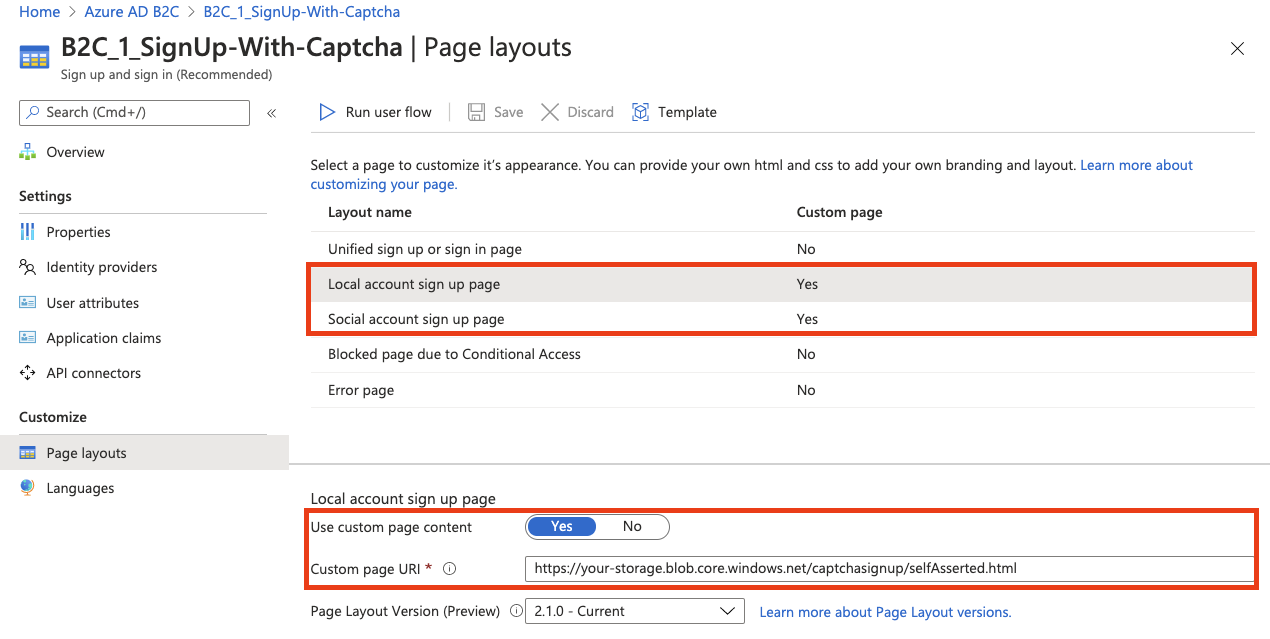 Home > Azure AD B2C > B2C_1_SignUp-With-Captcha
B2C_1_SignUp-With-Captcha | Page layouts
Sign up and sign in (Recommended)
Search (Cmd+/)
«
Overview
Settings
Properties
Identity providers
User attributes
Application claims
API connectors
Customize
Page layouts
Languages
Run user flow
Save
Discard
Template
Select a page to customize it's appearance. You can provide your own html and css to add your own branding and layout. Learn more about
customizing your page.
Layout name Custom page
Unified sign up or sign in page No
Local account sign up page Yes
Social account sign up page Yes
Blocked page due to Conditional Access No
Error page No
Local account sign up page
Use custom page content Yes No
Custom page URI * https://your-storage.blob.core.windows.net/captchasignup/selfAsserted.html
Page Layout Version (Preview) 2.1.0 - Current Learn more about Page Layout versions.